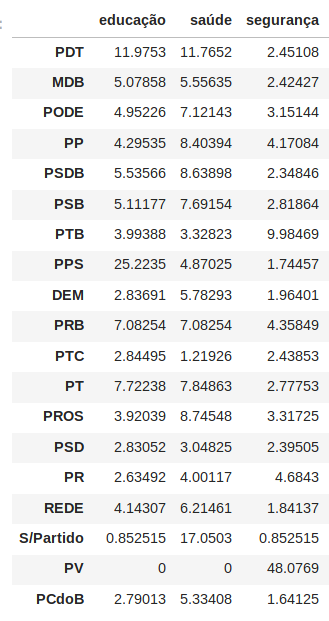 educação saúde segurança
PDT 11.9753 11.7652 2.45108
MDB 5.07858 5.55635 2.42427
PODE 4.95226 7.12143 3.15144
PP 4.29535 8.40394 4.17084
PSDB 5.53566 8.63898 2.34846
PSB 5.11177 7.69154 2.81864
PTB 3.99388 3.32823 9.98469
PPS 25.2235 4.87025 1.74457
DEM 2.83691 5.78293 1.96401
PRB 7.08254 7.08254 4.35849
PTC 2.84495 1.21926 2.43853
PT 7.22238 7.84863 2.77753
PROS 3.92039 8.74548 3.31725
PSD 2.83052 3.04825 2.39505
PR 2.63492 4.00117 4.6843
REDE 4.14307 6.21461 1.84137
S/Partido 0.852515 17.0503 0.852515
PV 0 0 48.0769
PCdoB 2.79013 5.33408 1.64125